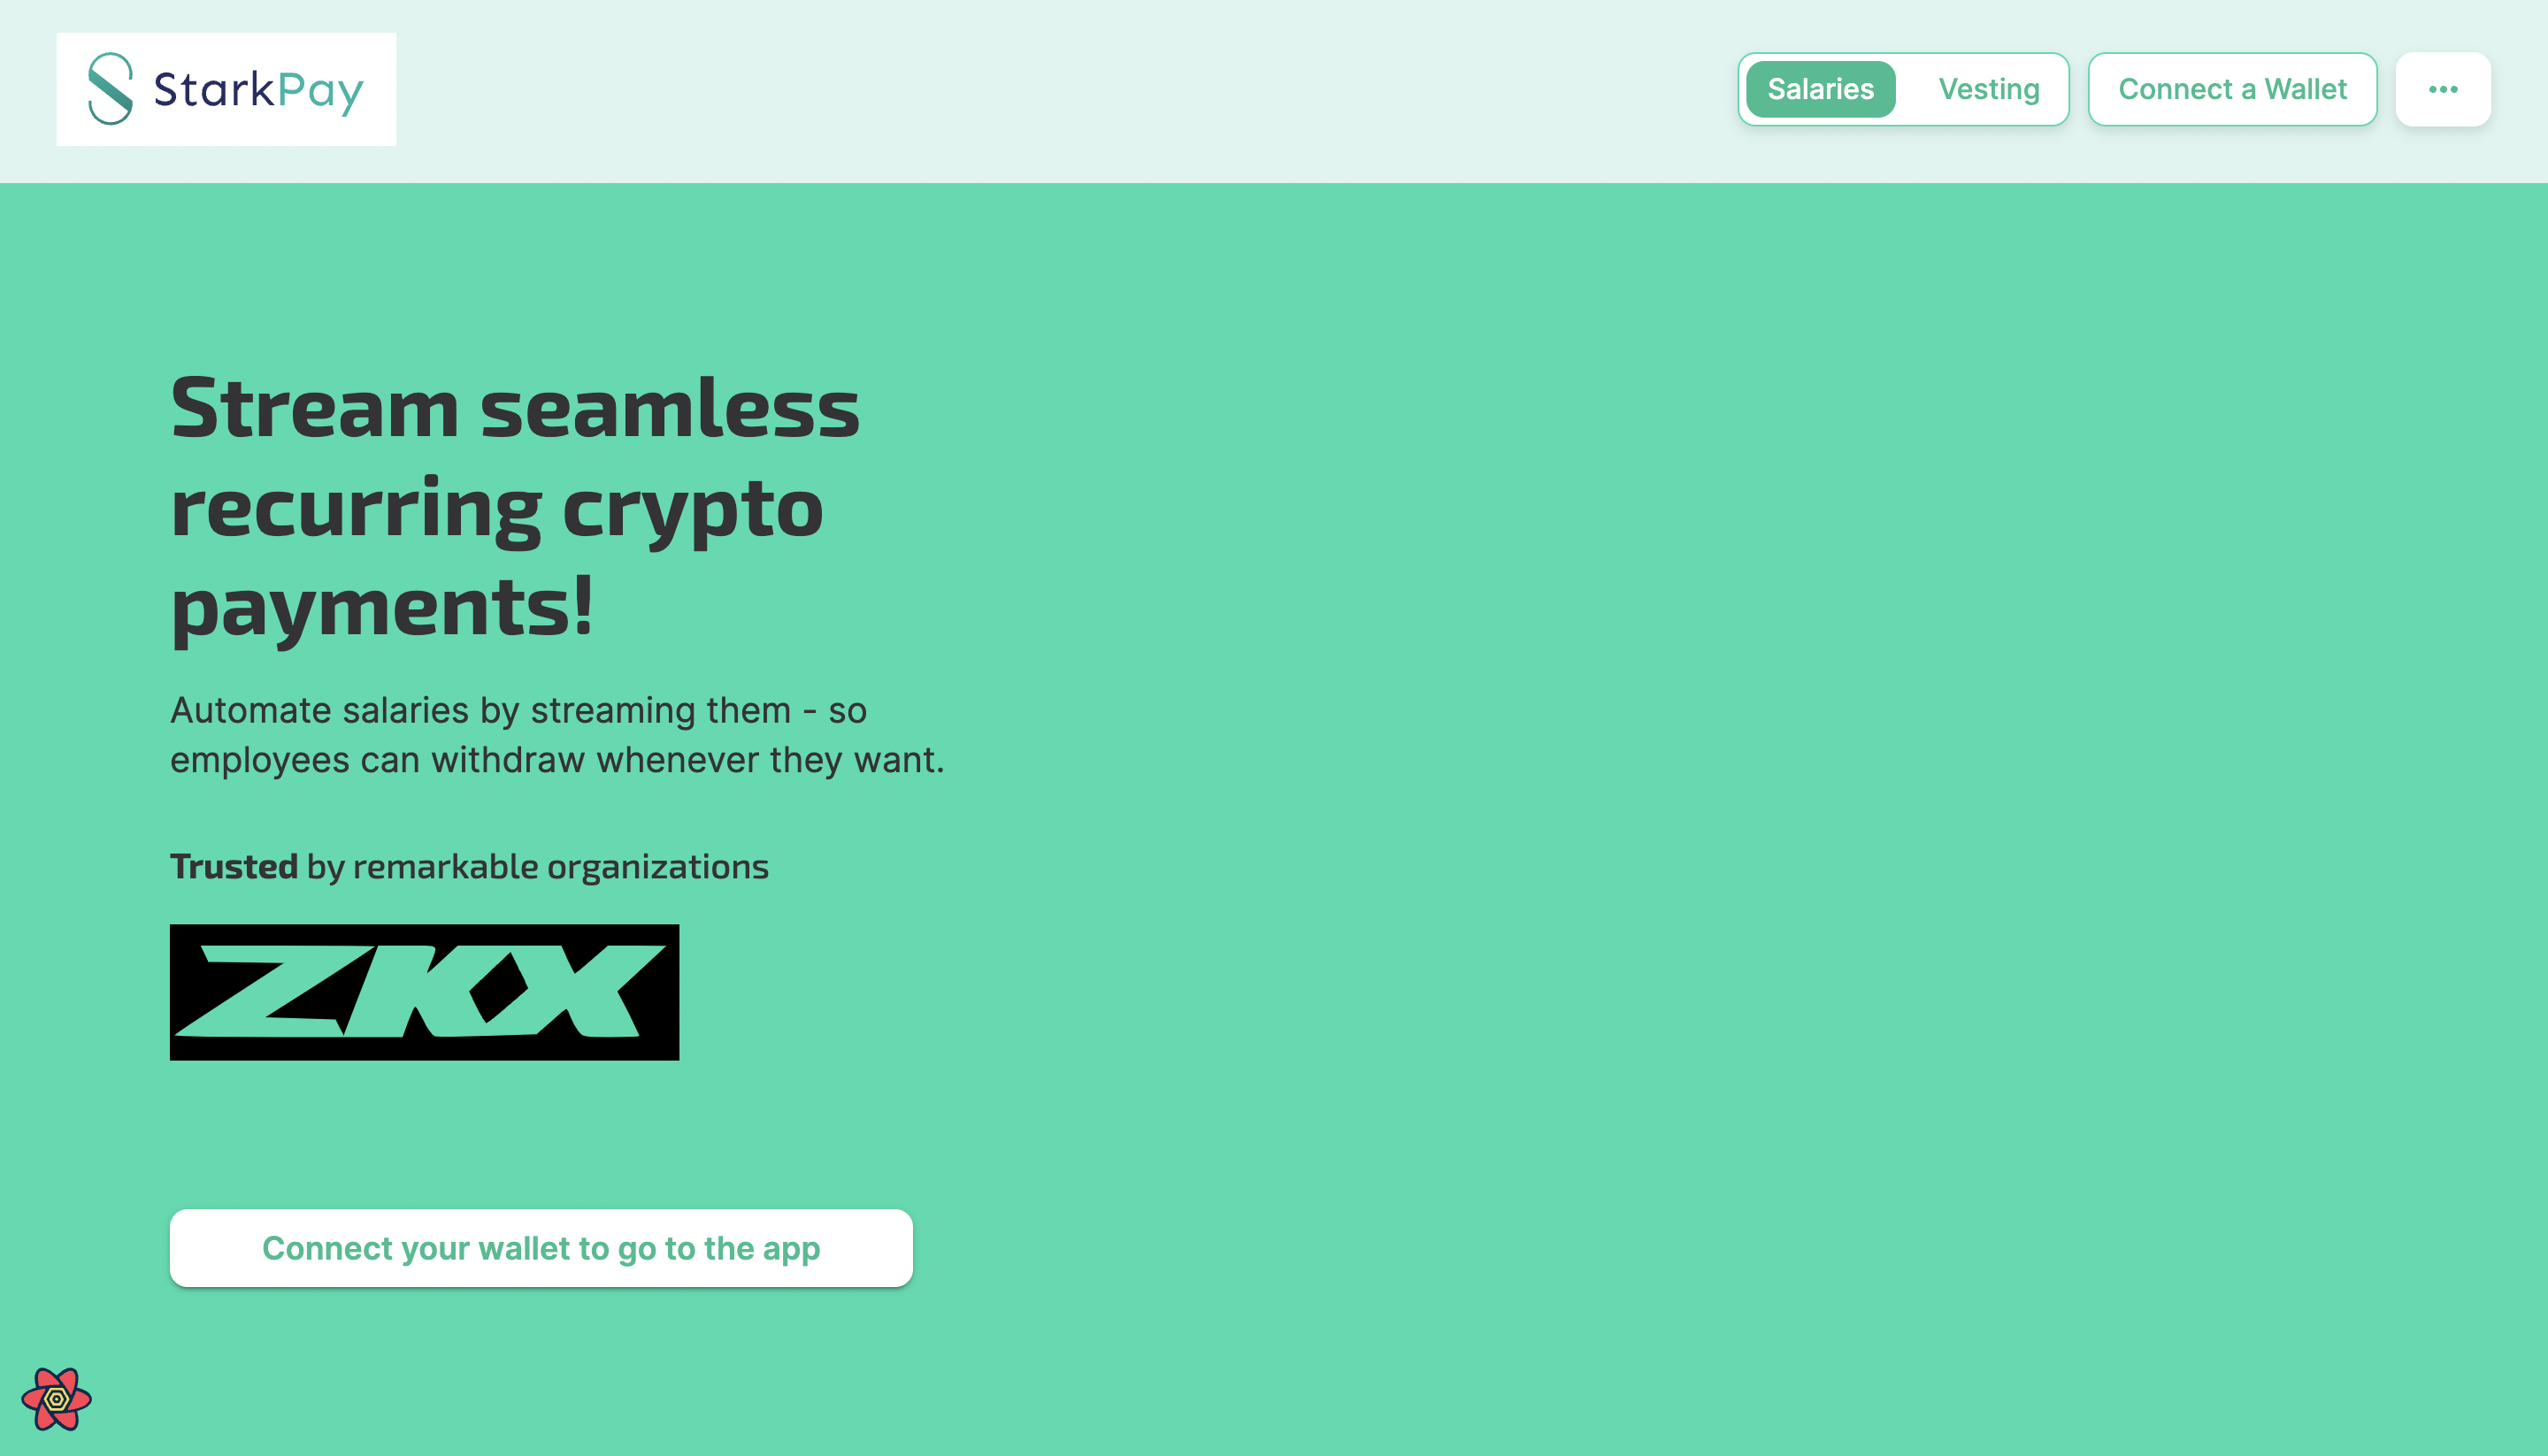 StarkPay
Salaries
Vesting
Connect a Wallet
•••
Stream seamless
recurring crypto
payments!
Automate salaries by streaming them - so
employees can withdraw whenever they want.
Trusted by remarkable organizations
ZKX
Connect your wallet to go to the app